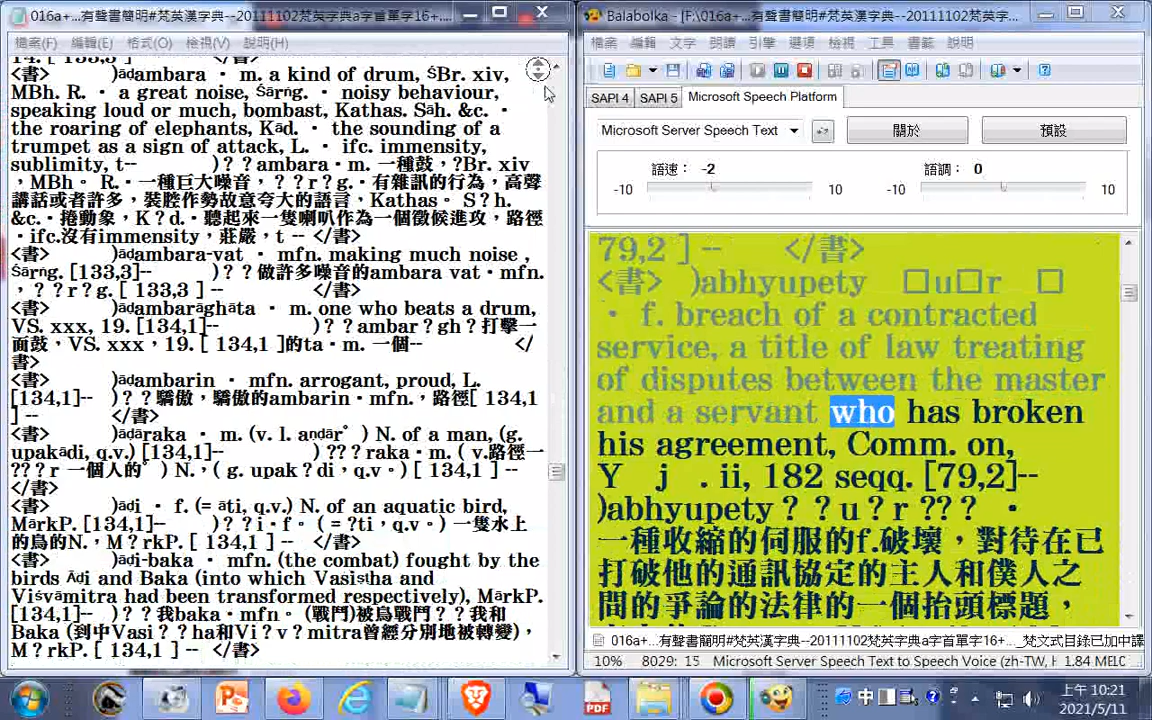 016a+...有聲書簡明#梵英漢字典--20111102梵英字典a字首單字16+...
檔案(F) 編輯(E) 格式(O) 檢視(V) 說明(H)
<書> )āḍambara ‧ m. a kind of drum, ŚBr. xiv,
MBh. R. ‧ a great noise, Śārṅg. ‧ noisy behaviour,
speaking loud or much, bombast, Kathas. Sāh. &c. ‧
the roaring of elephants, Kād. ‧ the sounding of a
trumpet as a sign of attack, L. ‧ ifc. immensity,
sublimity, t-- )??ambara‧m. 一種鼓,?Br. xiv
,MBh。 R.‧一種巨大噪音,??r?g.‧有雜訊的行為,高聲
講話或者許多,裝腔作勢故意夸大的語言,Kathas。 S?h.
&c.‧捲動象,K?d.‧聽起來一隻喇叭作為一個徵候進攻,路徑
‧ifc.沒有immensity,莊嚴,t -- </書>
<書> )āḍambara-vat ‧ mfn. making much noise ,
Śārṅg. [133,3]-- )??做許多噪音的ambara vat‧mfn.
,??r?g. [ 133,3 ] -- </書>
<書> )āḍambarāghāta ‧ m. one who beats a drum,
VS. xxx, 19. [134,1]-- )??ambar?gh?打擊一
面鼓,VS. xxx,19. [ 134,1 ]的ta‧m. 一個-- </
書>
<書> )āḍambarin ‧ mfn. arrogant, proud, L.
[134,1]-- )??驕傲,驕傲的ambarin‧mfn.,路徑[ 134,1
] -- </書>
<書> )āḍāraka ‧ m. (v. l. aṇḍār°) N. of a man, (g.
upakādi, q.v.) [134,1]-- )???raka‧m. ( v.路徑一
???r 一個人的°) N.,( g. upak?di,q.v。) [ 134,1 ] --
</書>
<書> )āḍi ‧ f. (= āti, q.v.) N. of an aquatic bird,
MārkP. [134,1]-- )??i‧f。 ( =?ti,q.v。) 一隻水上
的鳥的N.,M?rkP. [ 134,1 ] -- </書>
<書> )āḍi-baka ‧ mfn. (the combat) fought by the
birds Āḍi and Baka (into which Vasiṣṭha and
Viśvāmitra had been transformed respectively), MārkP.
[134,1]-- )??我baka‧mfn。 (戰鬥)被鳥戰鬥??我和
Baka (到中Vasi??ha和Vi?v?mitra曾經分別地被轉變),
M?rkP. [ 134,1 ] -- </書>
Balabolka - [F:\016a+...有聲書簡明#梵英漢字典--20111102梵英字...
檔案 編輯 文字 朗讀 引擎 選項 檢視 工具 書籤 說明
SAPI 4 SAPI 5 Microsoft Speech Platform
Microsoft Server Speech Text 關於 預設
語速: -2 語調: 0
-10 10 -10 10
79,2 ] -- </書>
<書> )abhyupety □u□r □
‧ f. breach of a contracted
service, a title of law treating
of disputes between the master
and a servant who has broken
his agreement, Comm. on,
Y j . ii, 182 seqq. [79,2]--
)abhyupety??u?r??? ‧
一種收縮的伺服的f.破壞,對待在已
打破他的通訊協定的主人和僕人之
間的爭論的法律的一個抬頭標題,
016a+...有聲書簡明#梵英漢字典--20111102梵英字典a字首單字16+..._梵文式目錄已加中譯
10% 8029: 15 Microsoft Server Speech Text to Speech Voice (zh-TW, H 1.84 MELC
PDF 中 上午 10:21
2021/5/11